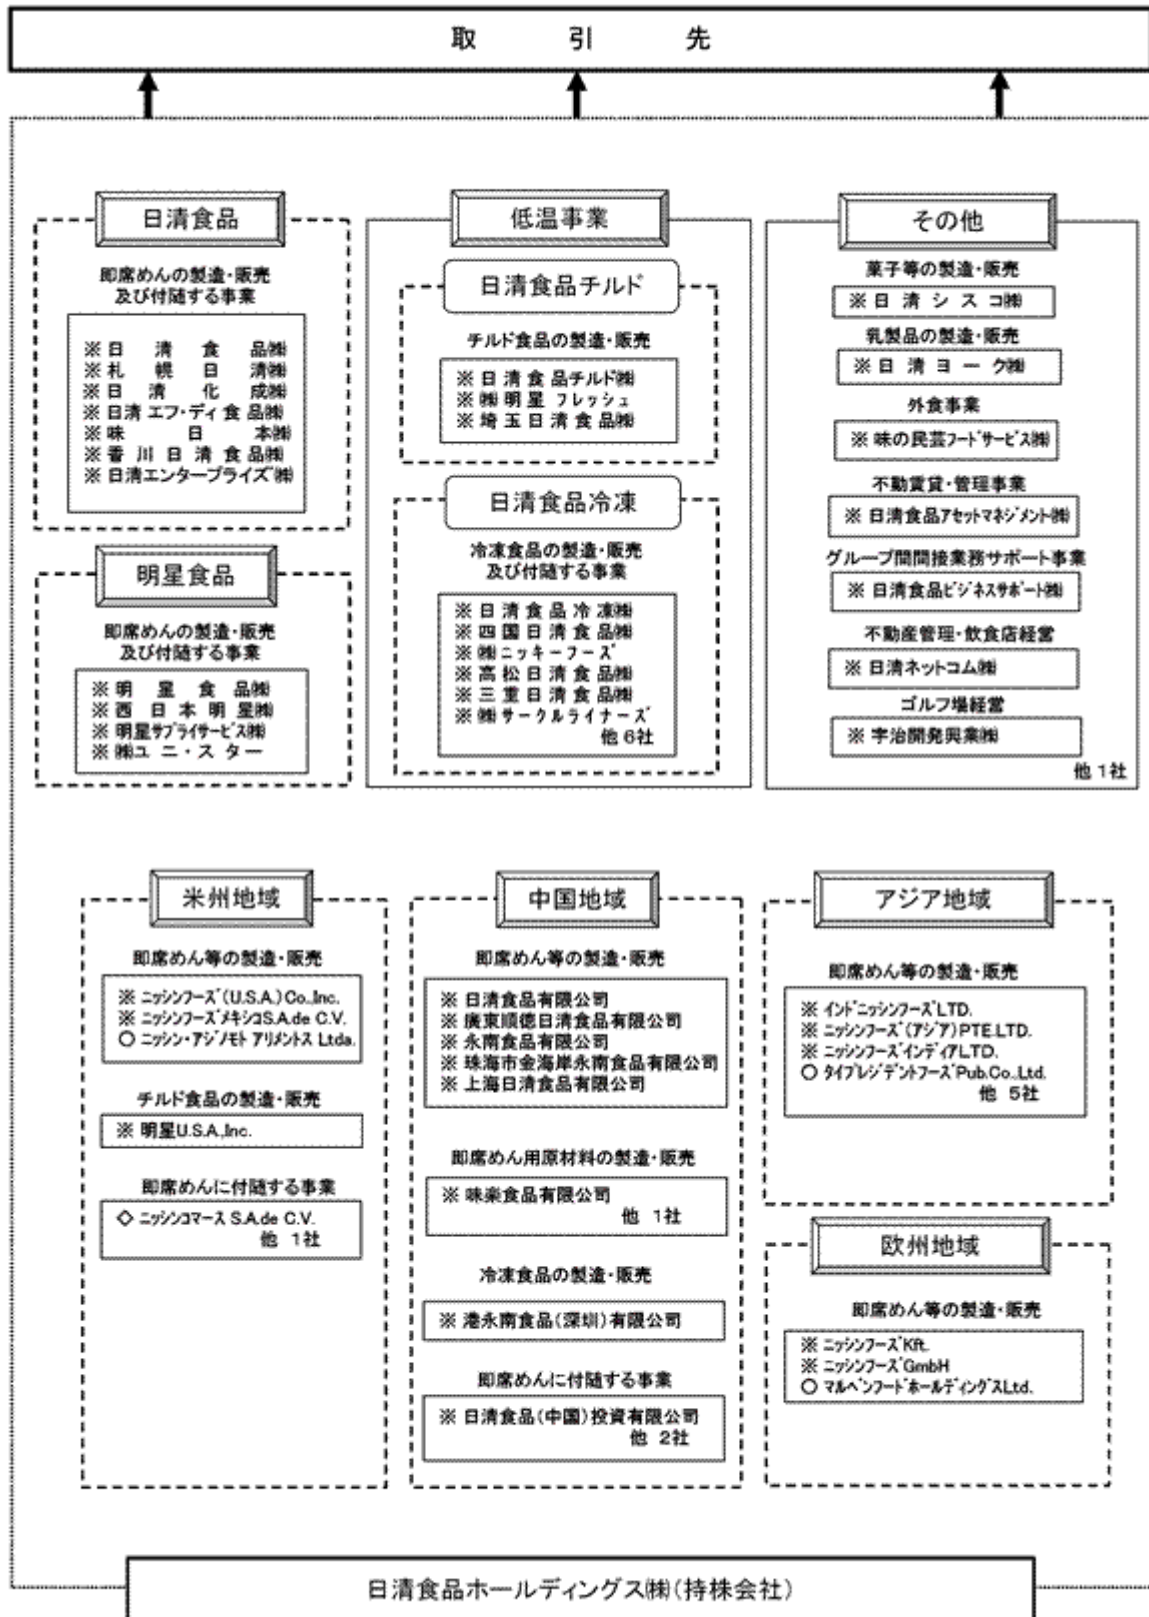 取引先
日清食品
即席めんの製造・販売
及び付随する事業
※日清食品㈱
※札幌日清㈱
※日清化成㈱
※日清エフ・ディ食品㈱
※味日本㈱
※香川日清食品㈱
※日清エンタープライズ㈱
明星食品
即席めんの製造・販売
及び付随する事業
※明星食品㈱
※西日本明星㈱
※明星サプライサービス㈱
※㈱ユニ・スター
低温事業
日清食品チルド
チルド食品の製造・販売
※日清食品チルド㈱
※㈱明星フレッシュ
※埼玉日清食品㈱
日清食品冷凍
冷凍食品の製造・販売
及び付随する事業
※日清食品冷凍㈱
※四国日清食品㈱
※㈱ニッキーフーズ
※高松日清食品㈱
※三重日清食品㈱
※㈱サークルライナーズ
他6社
その他
菓子等の製造・販売
※日清シスコ㈱
乳製品の製造・販売
※日清ヨーク㈱
外食事業
※味の民芸フードサービス㈱
不動賃貸・管理事業
※日清食品アセットマネジメント㈱
グループ間間接業務サポート事業
※日清食品ビジネスサポート㈱
不動産管理・飲食店経営
※日清ネットコム㈱
ゴルフ場経営
※宇治開発興業㈱
他1社
米州地域
即席めん等の製造・販売
※ニッシンフーズ(U.S.A.)Co.,Inc.
※ニッシンフーズメキシコS.A.de C.V.
○ニッシン・アジノモト アリメントス Ltda.
チルド食品の製造・販売
※明星U.S.A.,Inc.
即席めんに付随する事業
◇ニッシンコマース S.A.de C.V.
他1社
中国地域
即席めん等の製造・販売
※日清食品有限公司
※廣東順徳日清食品有限公司
※永南食品有限公司
※珠海市金海岸永南食品有限公司
※上海日清食品有限公司
即席めん用原材料の製造・販売
※味楽食品有限公司
他1社
冷凍食品の製造・販売
※港永南食品(深圳)有限公司
即席めんに付随する事業
※日清食品(中国)投資有限公司
他2社
アジア地域
即席めん等の製造・販売
※インドニッシンフーズLTD.
※ニッシンフーズ(アジア)PTE.LTD.
※ニッシンフーズインディアLTD.
○タイプレジデントフーズPub.Co.,Ltd.
他5社
欧州地域
即席めん等の製造・販売
※ニッシンフーズKft.
※ニッシンフーズGmbH
○マルベンフードホールディングスLtd.
日清食品ホールディングス㈱(持株会社)